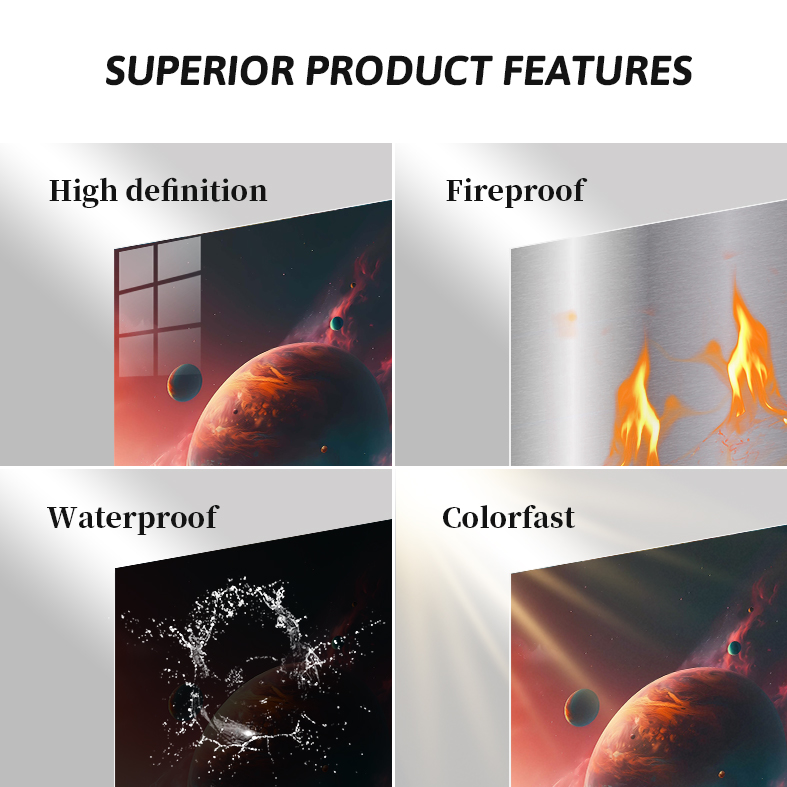 SUPERIOR PRODUCT FEATURES
High definition
Fireproof
Waterproof
Colorfast